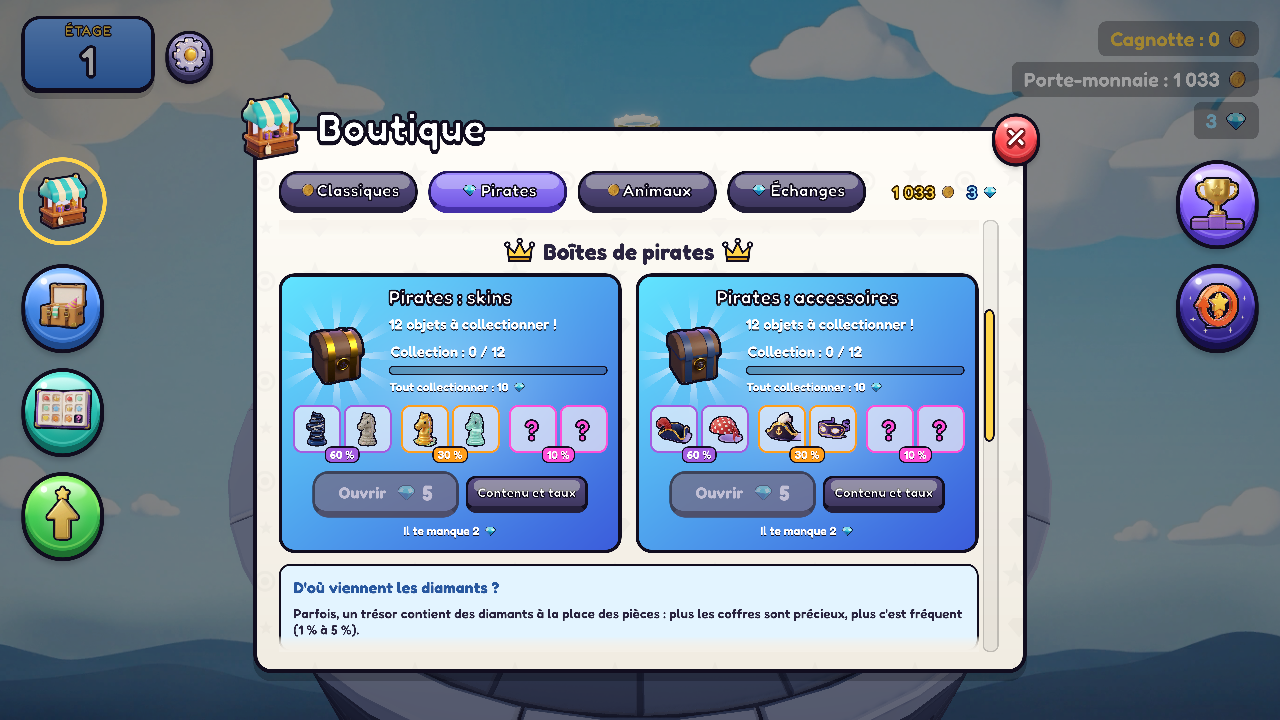 ÉTAGE
1
Cagnotte : 0
Porte-monnaie : 1 033
3
Boutique
Classiques
Pirates
Animaux
Échanges
1 033
3
Boîtes de pirates
Pirates : skins
12 objets à collectionner !
Collection : 0 / 12
Tout collectionner : 10
? ?
60 %
30 %
10 %
Ouvrir 5
Contenu et taux
Il te manque 2
Pirates : accessoires
12 objets à collectionner !
Collection : 0 / 12
Tout collectionner : 10
? ?
60 %
30 %
10 %
Ouvrir 5
Contenu et taux
Il te manque 2
D'où viennent les diamants ?
Parfois, un trésor contient des diamants à la place des pièces : plus les coffres sont précieux, plus c'est fréquent
(1 % à 5 %).